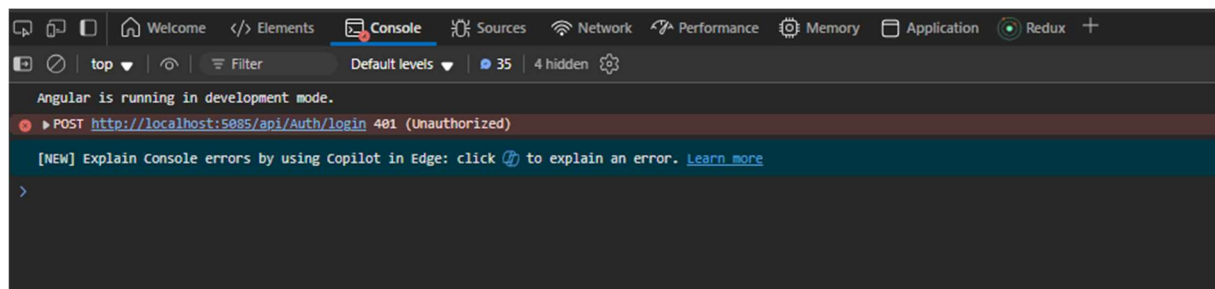 Welcome </> Elements Console Sources Network Performance Memory Application Redux +
top ▼ Filter Default levels ▼ 35 4 hidden
Angular is running in development mode.
▶POST http://localhost:5085/api/Auth/login 401 (Unauthorized)
[NEW] Explain Console errors by using Copilot in Edge: click to explain an error. Learn more
>